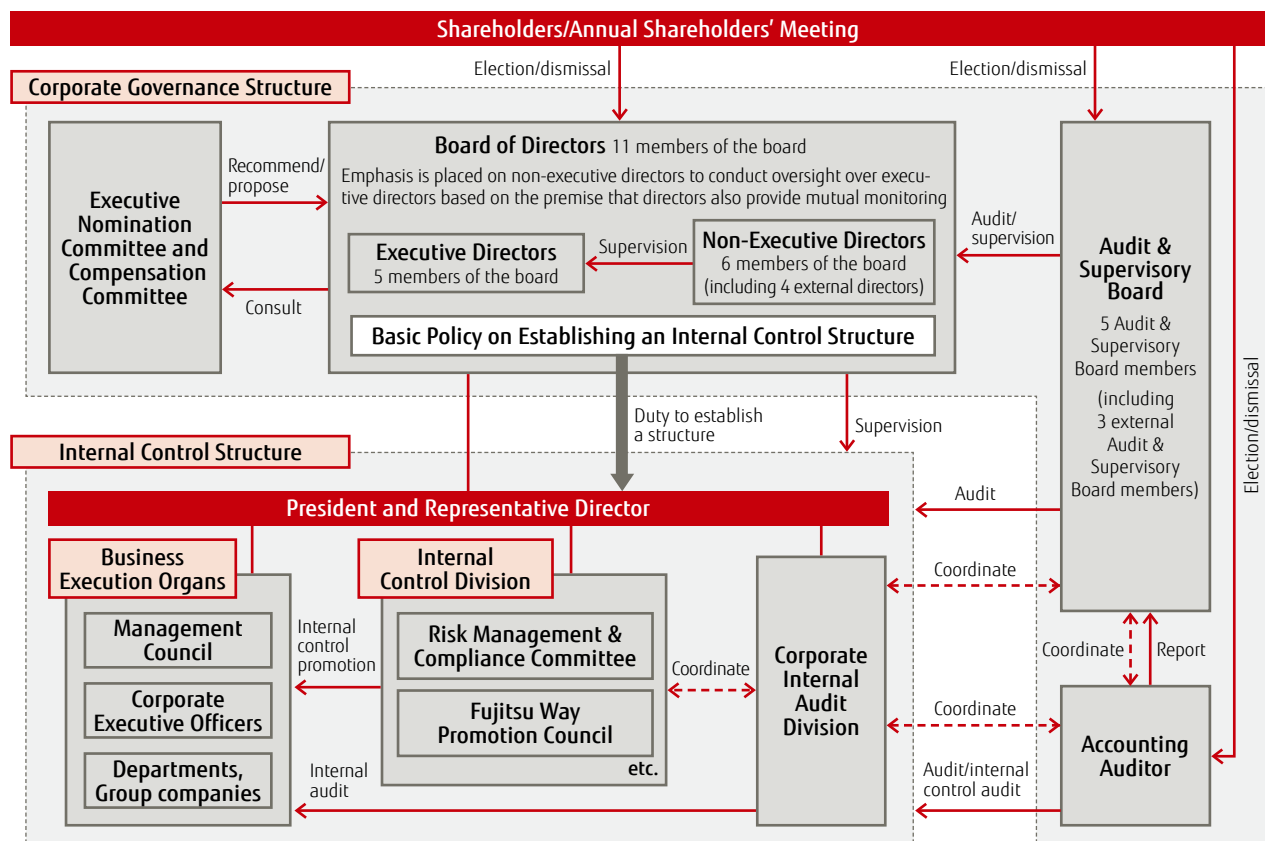 Shareholders/Annual Shareholders' Meeting
Election/dismissal
Election/dismissal
Corporate Governance Structure
Executive
Nomination
Committee and
Compensation
Committee
Recommend/
propose
Consult
Board of Directors 11 members of the board
Emphasis is placed on non-executive directors to conduct oversight over execu-
tive directors based on the premise that directors also provide mutual monitoring
Executive Directors
5 members of the board
Supervision
Non-Executive Directors
6 members of the board
(including 4 external directors)
Basic Policy on Establishing an Internal Control Structure
Audit/
supervision
Audit &
Supervisory
Board
5 Audit &
Supervisory
Board members
(including
3 external
Audit &
Supervisory
Board members)
Election/dismissal
Duty to establish
a structure
Supervision
Internal Control Structure
President and Representative Director
Audit
Business
Execution Organs
Management
Council
Corporate
Executive Officers
Departments,
Group companies
Internal
control
promotion
Internal
audit
Internal
Control Division
Risk Management &
Compliance Committee
Fujitsu Way
Promotion Council
etc.
Coordinate
Corporate
Internal
Audit
Division
Coordinate
Coordinate
Audit/internal
control audit
Coordinate
Report
Accounting
Auditor